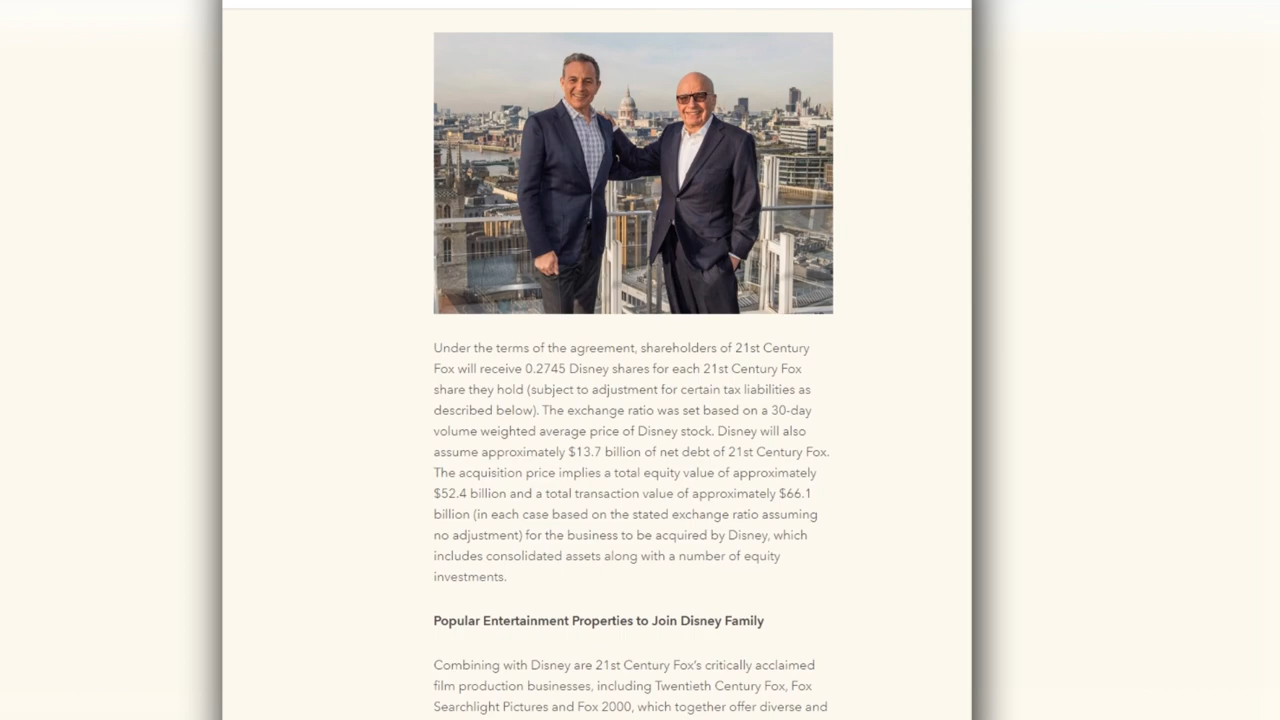 Under the terms of the agreement, shareholders of 21st Century
Fox will receive 0.2745 Disney shares for each 21st Century Fox
share they hold (subject to adjustment for certain tax liabilities as
described below). The exchange ratio was set based on a 30-day
volume weighted average price of Disney stock. Disney will also
assume approximately $13.7 billion of net debt of 21st Century Fox.
The acquisition price implies a total equity value of approximately
$52.4 billion and a total transaction value of approximately $66.1
billion (in each case based on the stated exchange ratio assuming
no adjustment) for the business to be acquired by Disney, which
includes consolidated assets along with a number of equity
investments.
Popular Entertainment Properties to Join Disney Family
Combining with Disney are 21st Century Fox's critically acclaimed
film production businesses, including Twentieth Century Fox, Fox
Searchlight Pictures and Fox 2000, which together offer diverse and